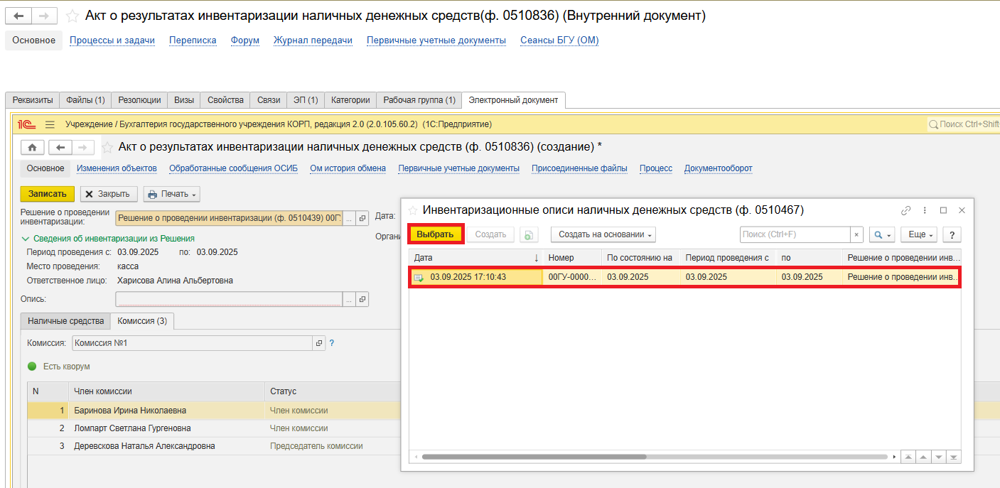 Акт о результатах инвентаризации наличных денежных средств(ф. 0510836) (Внутренний документ)
Основное Процессы и задачи Переписка Форум Журнал передачи Первичные учетные документы Сеансы БГУ (ОМ)
Реквизиты Файлы (1) Резолюции Визы Свойства Связи ЭП (1) Категории Рабочая группа (1) Электронный документ
1С Учреждение / Бухгалтерия государственного учреждения КОРП, редакция 2.0 (2.0.105.60.2) (1С:Предприятие) Поиск Ctrl+Shift+
Акт о результатах инвентаризации наличных денежных средств (ф. 0510836) (создание) *
Основное Изменения объектов Обработанные сообщения ОСИБ Ом история обмена Первичные учетные документы Присоединенные файлы Процесс Документооборот
Записать Закрыть Печать
Решение о проведении инвентаризации: Решение о проведении инвентаризации (ф. 0510439) 00ГУ ... Дата:
Сведения об инвентаризации из Решения
Органи
Период проведения с: 03.09.2025 по: 03.09.2025
Место проведения: касса
Ответственное лицо: Харисова Алина Альбертовна
Опись: ...
Наличные средства Комиссия (3)
Комиссия: Комиссия №1 ?
Есть кворум
N Член комиссии Статус
1 Баринова Ирина Николаевна Член комиссии
2 Ломпарт Светлана Гургеновна Член комиссии
3 Деревскова Наталья Александровна Председатель комиссии
Инвентаризационные описи наличных денежных средств (ф. 0510467)
Выбрать Создать Создать на основании Поиск (Ctrl+F) × Еще ?
Дата ↓ Номер По состоянию на Период проведения с по Решение о проведении инв...
03.09.2025 17:10:43 00ГУ-0000... 03.09.2025 03.09.2025 03.09.2025 Решение о проведении инв...